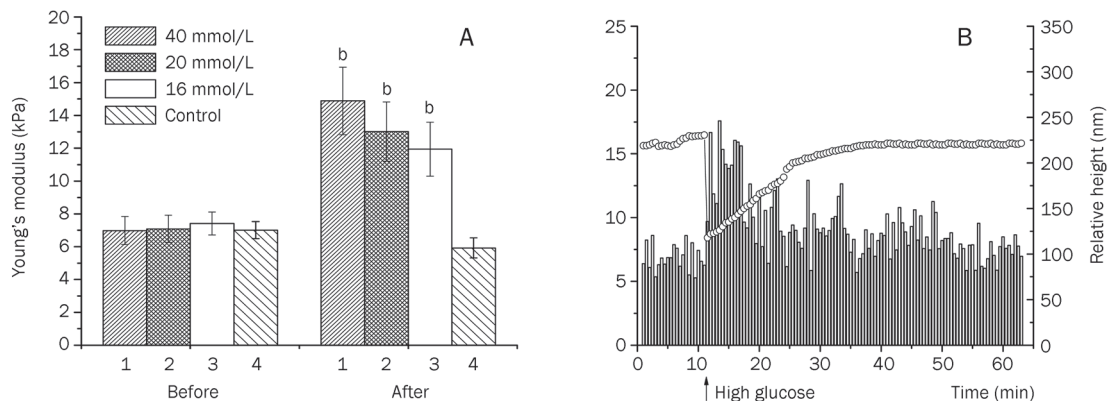 A
Young's modulus (kPa)
20
18
16
14
12
10
8
6
4
2
0
40 mmol/L
20 mmol/L
16 mmol/L
Control
b
b
b
1 2 3 4 1 2 3 4
Before After
B
25
20
15
10
5
0
350
300
250
200
150
100
50
0
Relative height (nm)
0 10 20 30 40 50 60
High glucose Time (min)